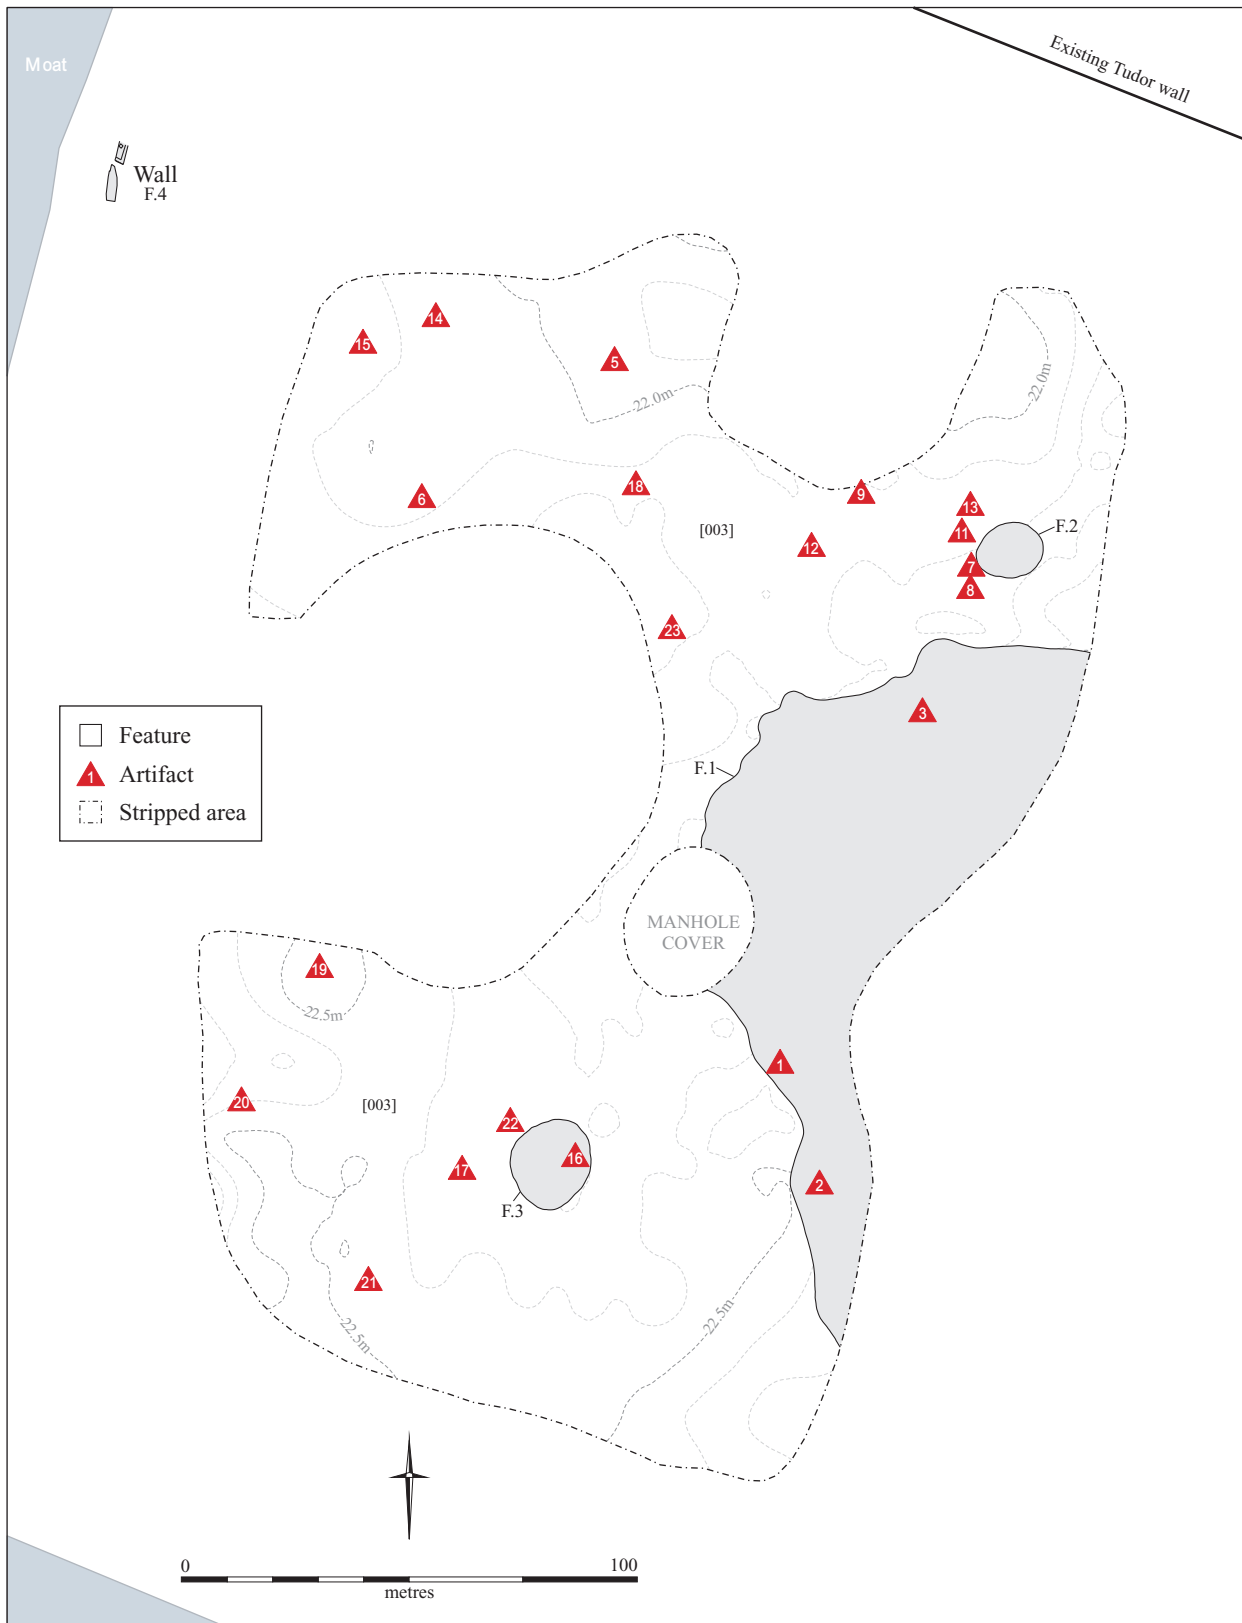 Moat
Existing Tudor wall
Wall
F.4
14
15
5
22.0m
22.0m
6
18
9
13
[003]
11
F.2
12
7
8
23
3
Feature
1 Artifact
Stripped area
F.1
MANHOLE
COVER
19
22.5m
1
20
[003]
22
16
17
2
F.3
21
22.5m
22.5m
0 100
metres